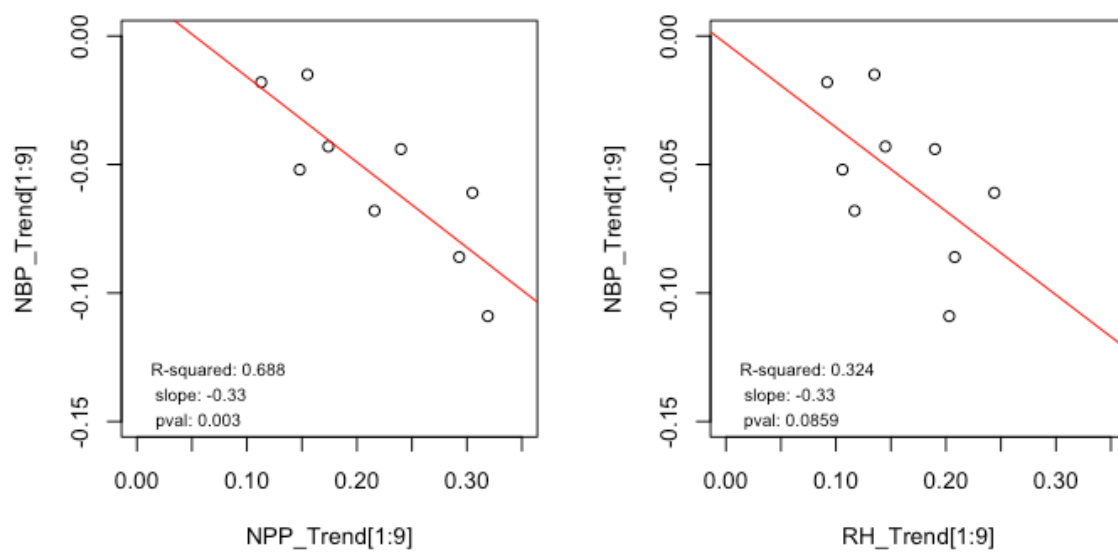 NBP_Trend[1:9]
0.00
-0.05
-0.10
-0.15
R-squared: 0.688
slope: -0.33
pval: 0.003
0.00 0.10 0.20 0.30
NPP_Trend[1:9]
NBP_Trend[1:9]
0.00
-0.05
-0.10
-0.15
R-squared: 0.324
slope: -0.33
pval: 0.0859
0.00 0.10 0.20 0.30
RH_Trend[1:9]